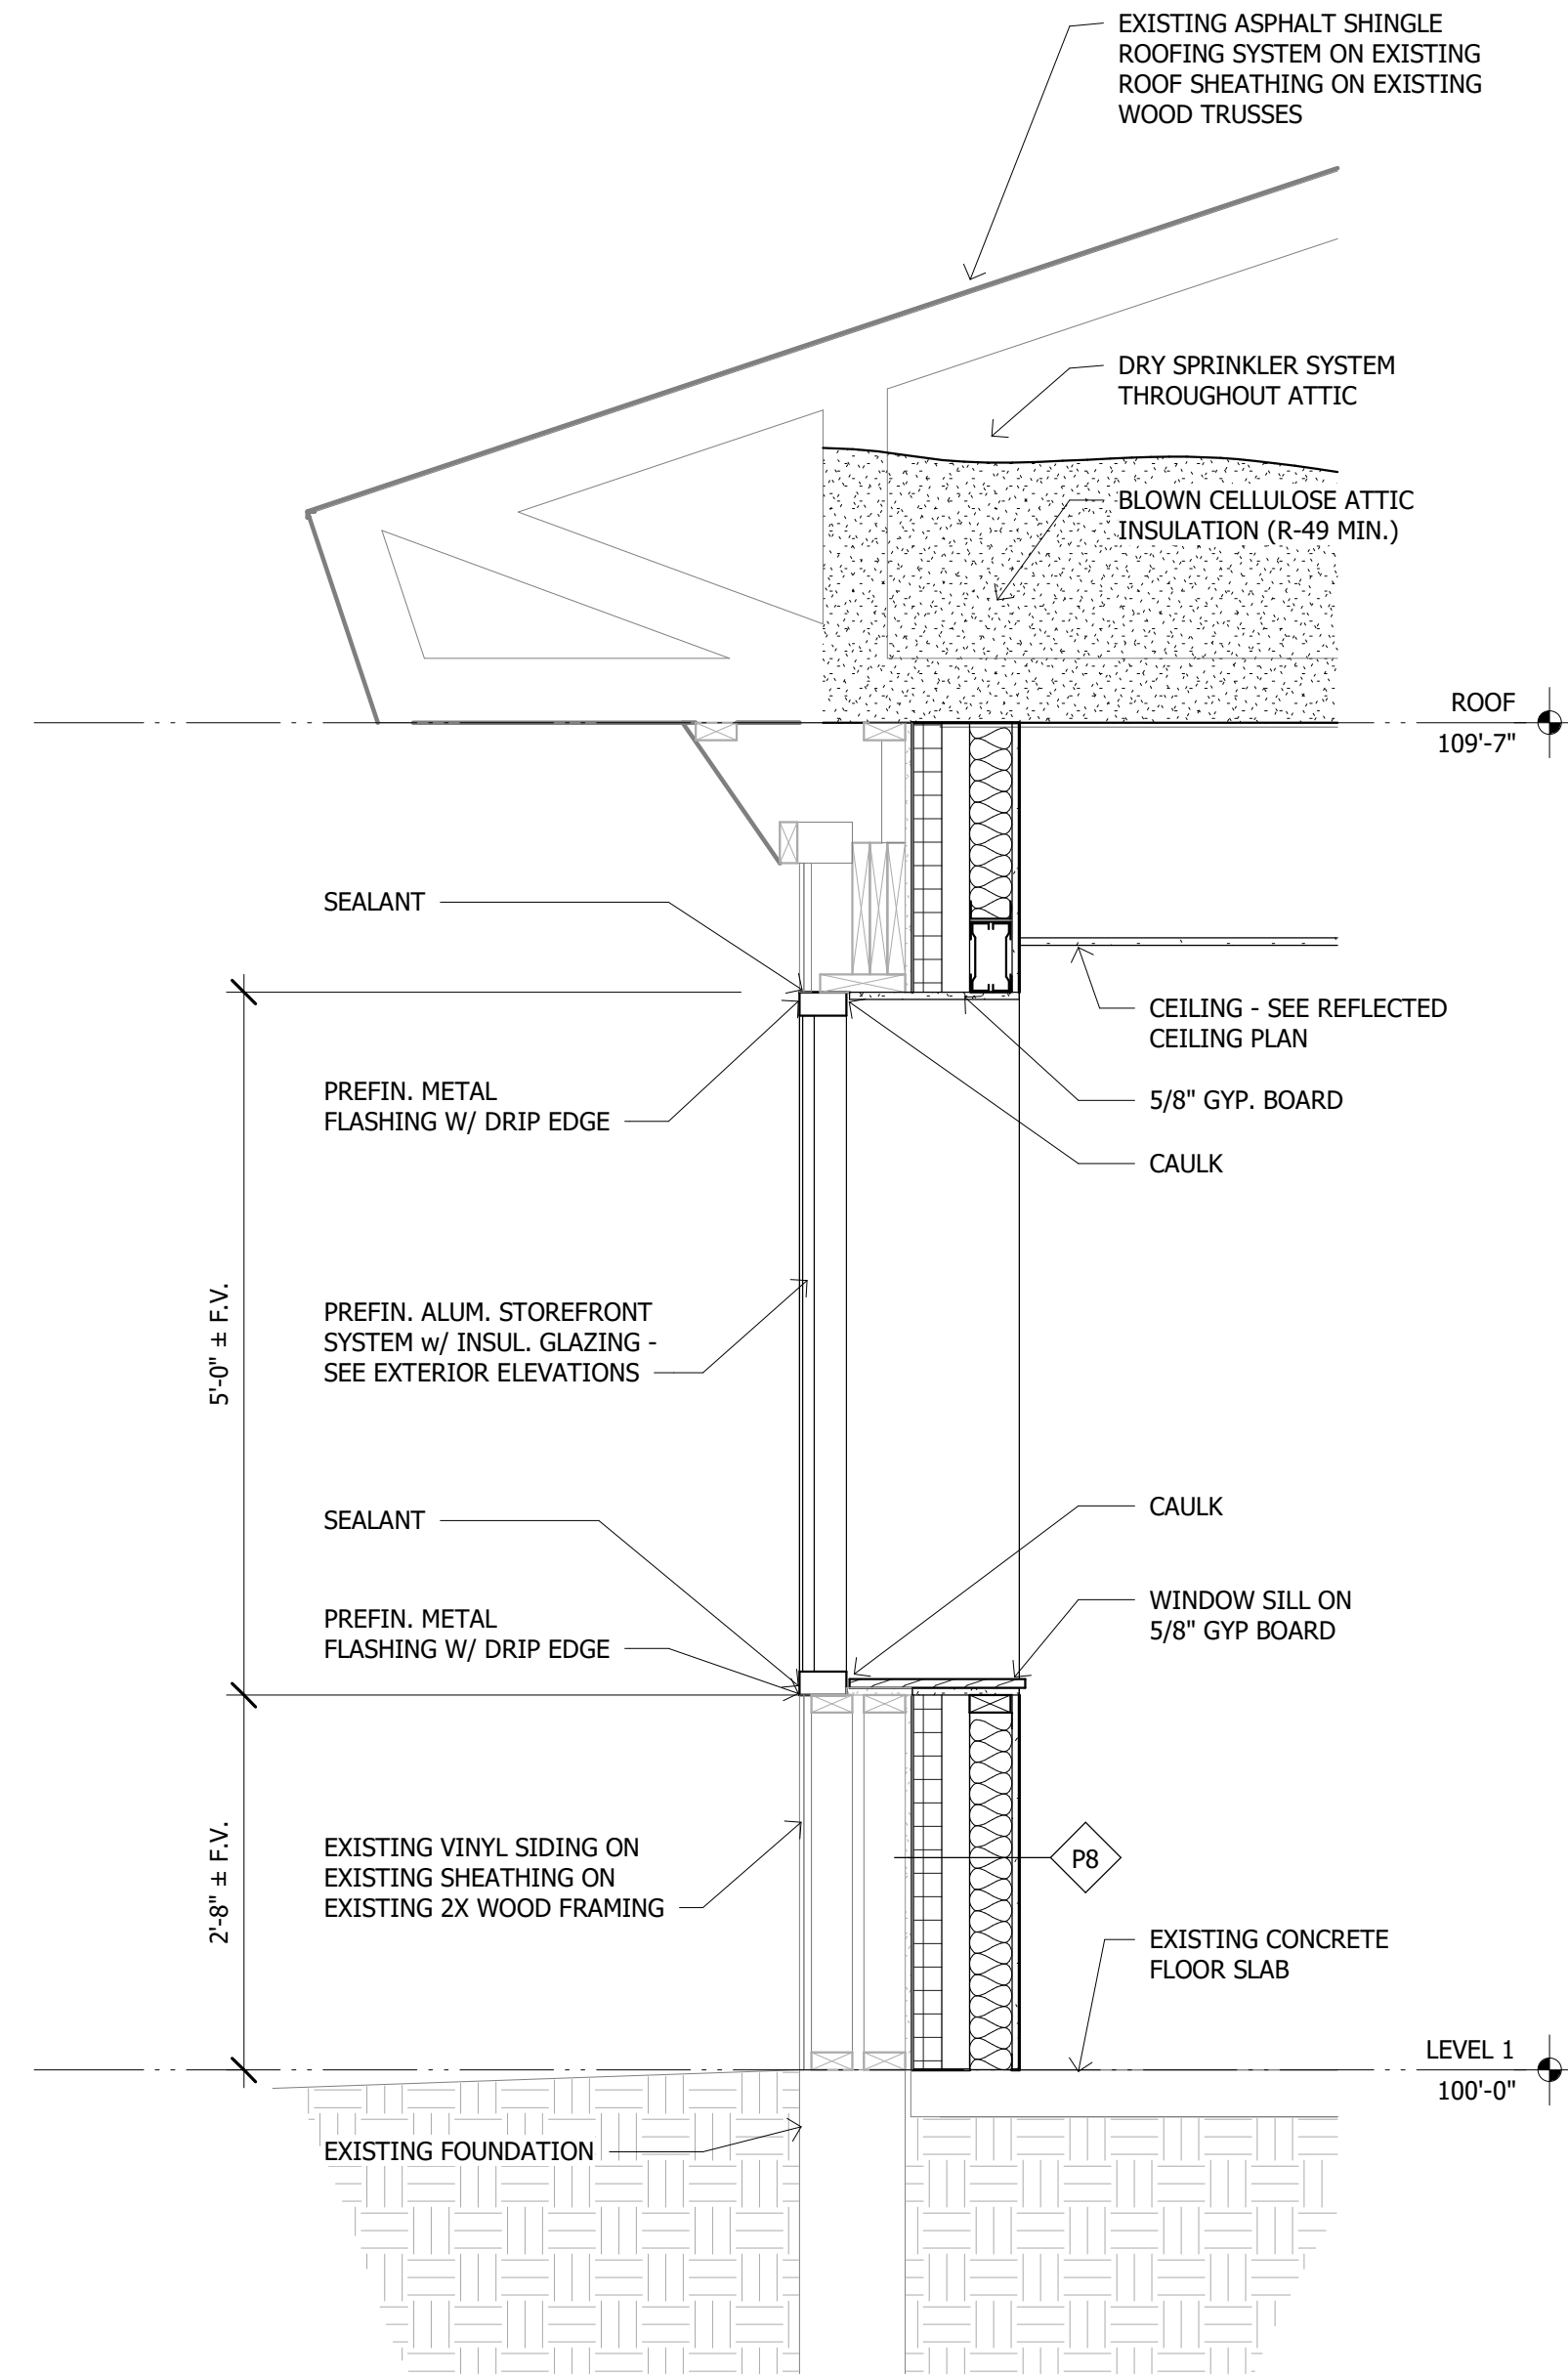 EXISTING ASPHALT SHINGLE
ROOFING SYSTEM ON EXISTING
ROOF SHEATHING ON EXISTING
WOOD TRUSSES
DRY SPRINKLER SYSTEM
THROUGHOUT ATTIC
BLOWN CELLULOSE ATTIC
INSULATION (R-49 MIN.)
ROOF
109'-7"
SEALANT
CEILING - SEE REFLECTED
CEILING PLAN
PREFIN. METAL
FLASHING W/ DRIP EDGE
5/8" GYP. BOARD
CAULK
5'-0" ± F.V.
PREFIN. ALUM. STOREFRONT
SYSTEM w/ INSUL. GLAZING -
SEE EXTERIOR ELEVATIONS
SEALANT
CAULK
PREFIN. METAL
FLASHING W/ DRIP EDGE
WINDOW SILL ON
5/8" GYP BOARD
2'-8" ± F.V.
EXISTING VINYL SIDING ON
EXISTING SHEATHING ON
EXISTING 2X WOOD FRAMING
P8
EXISTING CONCRETE
FLOOR SLAB
LEVEL 1
100'-0"
EXISTING FOUNDATION